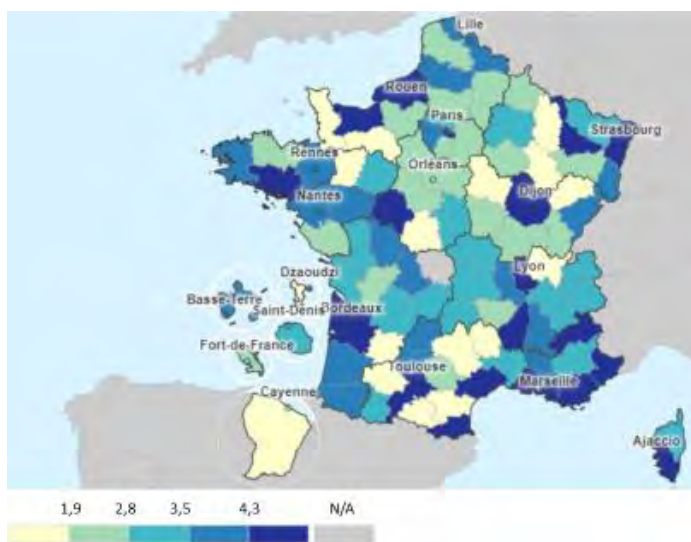 Lille
Rouen
Paris
Strasbourg
Rennes
Orleans
Nantes
Dijon
Dzaoudzi
Lyon
Basse-Terre
Saint-Denis
Bordeaux
Fort-de-France
Toulouse
Marseille
Cayenne
Ajaccio
1,9 2,8 3,5 4,3 N/A